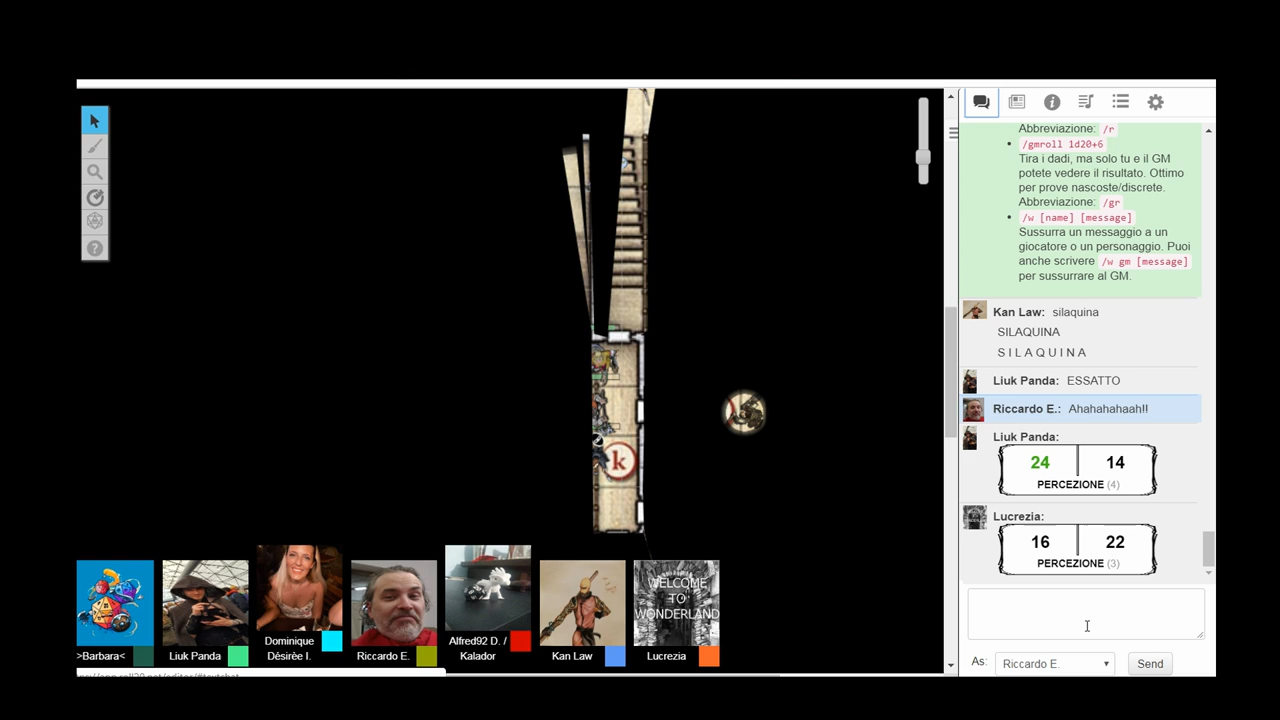 Abbreviazione: /r
/gmroll 1d20+6
Tira i dadi, ma solo tu e il GM
potete vedere il risultato. Ottimo
per prove nascoste/discrete.
Abbreviazione: /gr
/w [name] [message]
Sussurra un messaggio a un
giocatore o un personaggio. Puoi
anche scrivere /w gm [message]
per sussurrare al GM.
Kan Law: silaquina
SILAQUINA
S I L A Q U I N A
Liuk Panda: ESSATTO
Riccardo E.: Ahahahahaah!!
Liuk Panda:
24 14
PERCEZIONE (4)
Lucrezia:
16 22
PERCEZIONE (3)
As: Riccardo E. Send
k
WELCOME
TO
WONDERLAND
>Barbara<
Liuk Panda
Dominique
Désirèe I.
Riccardo E.
Alfred92 D. /
Kalador
Kan Law
Lucrezia